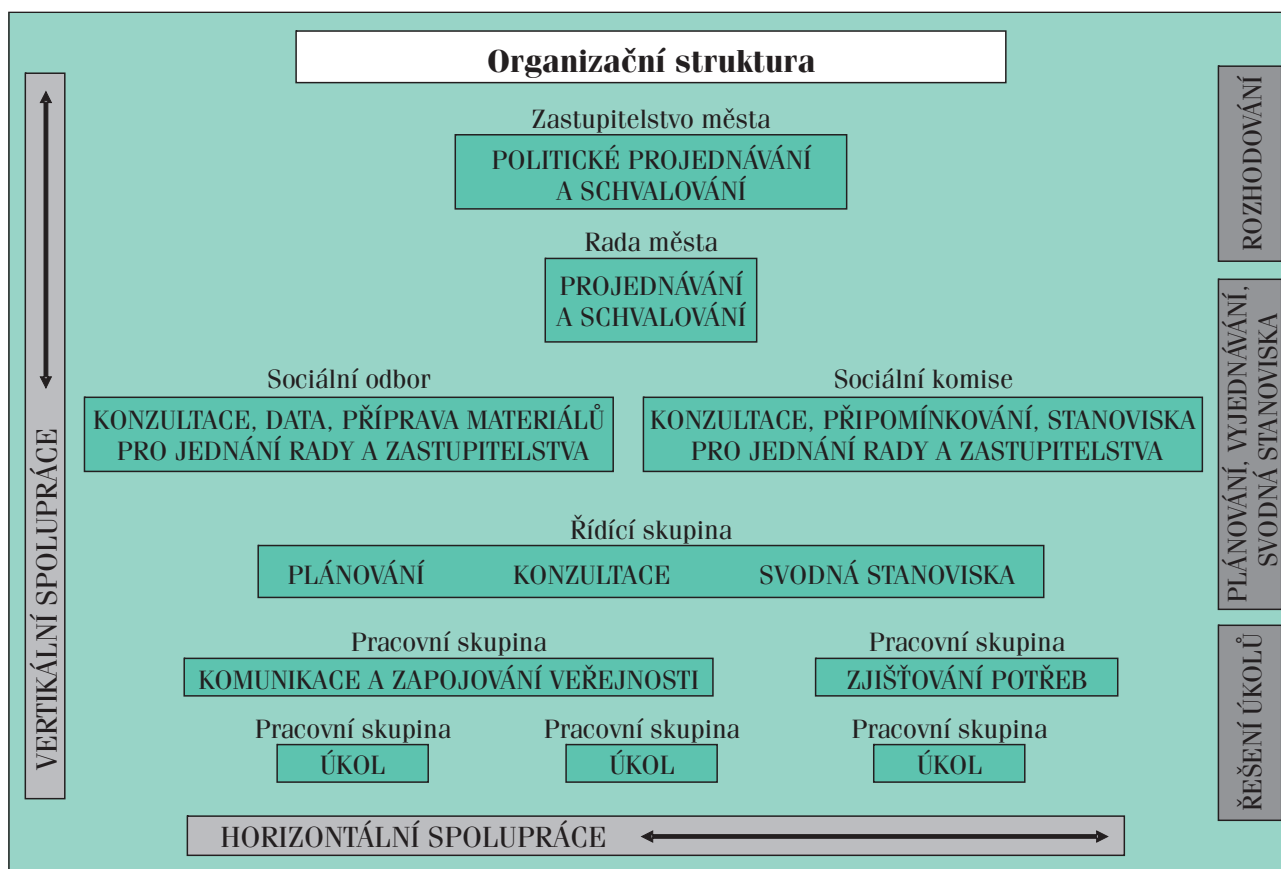 Organizační struktura
Zastupitelstvo města
POLITICKÉ PROJEDNÁVÁNÍ
A SCHVALOVÁNÍ
Rada města
PROJEDNÁVÁNÍ
A SCHVALOVÁNÍ
Sociální odbor
KONZULTACE, DATA, PŘÍPRAVA MATERIÁLŮ
PRO JEDNÁNÍ RADY A ZASTUPITELSTVA
Sociální komise
KONZULTACE, PŘIPOMÍNKOVÁNÍ, STANOVISKA
PRO JEDNÁNÍ RADY A ZASTUPITELSTVA
Řídící skupina
PLÁNOVÁNÍ KONZULTACE SVODNÁ STANOVISKA
Pracovní skupina
KOMUNIKACE A ZAPOJOVÁNÍ VEŘEJNOSTI
Pracovní skupina
ZJIŠŤOVÁNÍ POTŘEB
Pracovní skupina
ÚKOL
Pracovní skupina
ÚKOL
Pracovní skupina
ÚKOL
HORIZONTÁLNÍ SPOLUPRÁCE
VERTIKÁLNÍ SPOLUPRÁCE
ROZHODOVÁNÍ
PLÁNOVÁNÍ, VYJEDNÁVÁNÍ,
SVODNÁ STANOVISKA
ŘEŠENÍ ÚKOLŮ